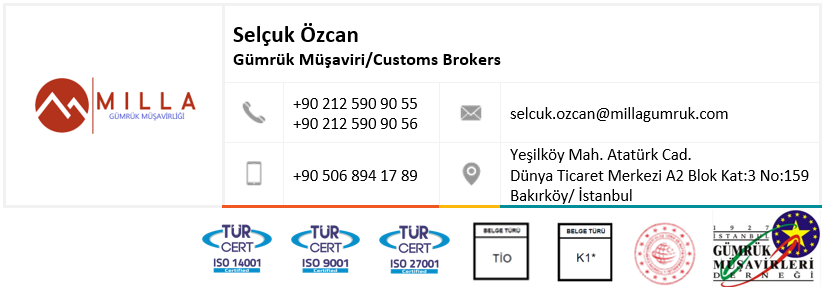 Selçuk Özcan
Gümrük Müşaviri/Customs Brokers
MILLA
GÜMRÜK MÜŞAVİRLİĞİ
+90 212 590 90 55
+90 212 590 90 56
selcuk.ozcan@millagumruk.com
+90 506 894 17 89
Yeşilköy Mah. Atatürk Cad.
Dünya Ticaret Merkezi A2 Blok Kat:3 No:159
Bakırköy/ İstanbul
TÜR
CERT
ISO 14001
Certified
TÜR
CERT
ISO 9001
Certified
TÜR
CERT
ISO 27001
Certified
BELGE TÜRÜ
TİO
BELGE TÜRÜ
K1*
1927
İSTANBUL
GÜMRÜK
MÜŞAVİRLERİ
DERNEĞİ